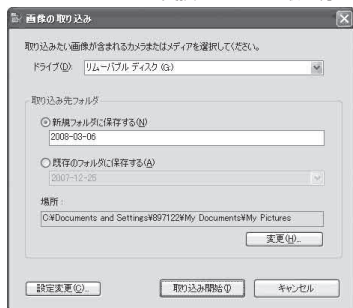 画像の取り込み
取り込みたい画像が含まれるカメラまたはメディアを選択してください。
ドライブ(D): リムーバブル ディスク (G:)
取り込み先フォルダ
新規フォルダに保存する(N)
2008-03-06
既存のフォルダに保存する(A)
2007-12-25
場所:
C:¥Documents and Settings¥897122¥My Documents¥My Pictures
変更(H)...
設定変更(C)...
取り込み開始(I)
キャンセル